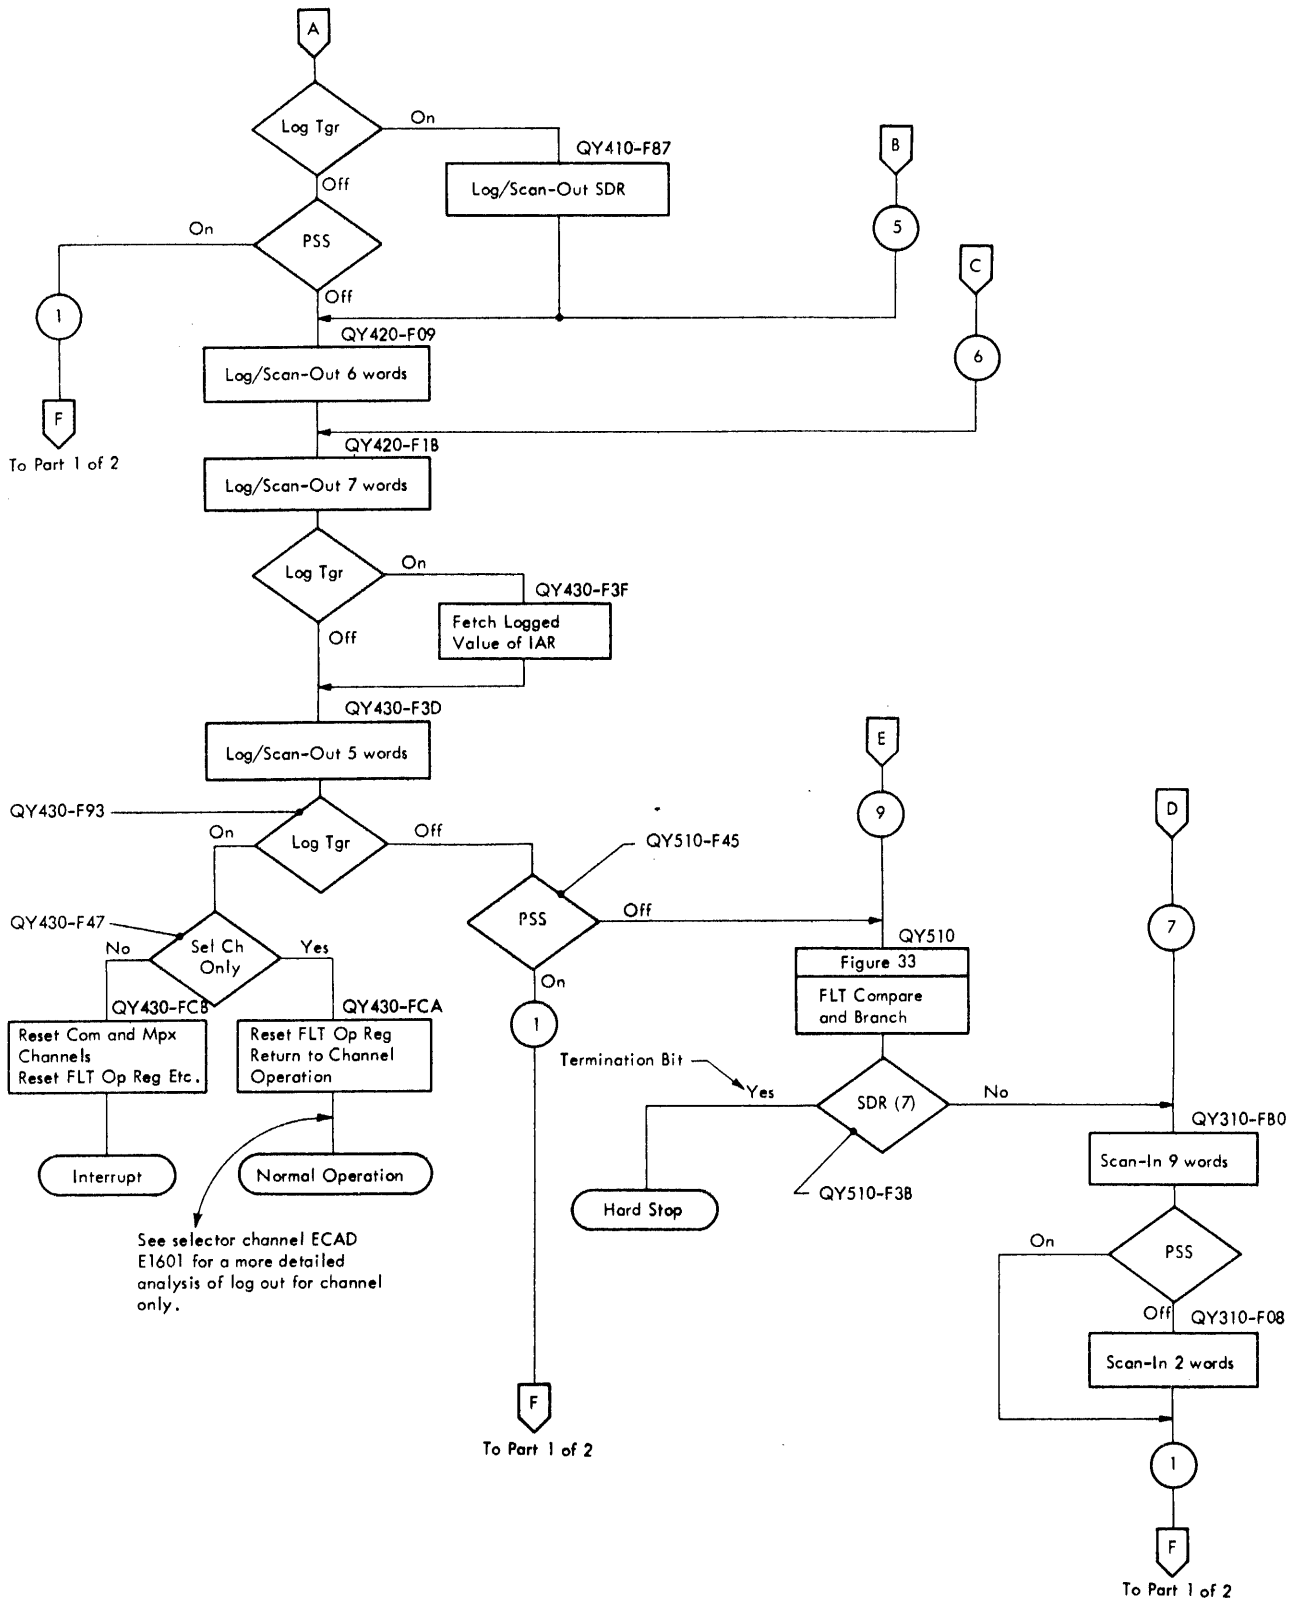 A
Log Tgr
On
Off
QY410-F87
Log/Scan-Out SDR
B
5
PSS
On
Off
1
F
To Part 1 of 2
C
6
QY420-F09
Log/Scan-Out 6 words
QY420-F1B
Log/Scan-Out 7 words
Log Tgr
On
Off
QY430-F3F
Fetch Logged
Value of IAR
QY430-F3D
Log/Scan-Out 5 words
QY430-F93
Log Tgr
On
Off
QY430-F47
Sel Ch
Only
No
Yes
QY430-FCB
Reset Com and Mpx
Channels
Reset FLT Op Reg Etc.
Interrupt
QY430-FCA
Reset FLT Op Reg
Return to Channel
Operation
Normal Operation
See selector channel ECAD
E1601 for a more detailed
analysis of log out for channel
only.
QY510-F45
PSS
Off
On
1
F
To Part 1 of 2
E
9
QY510
Figure 33
FLT Compare
and Branch
Termination Bit
Yes
SDR (7)
No
QY510-F3B
Hard Stop
D
7
QY310-FB0
Scan-In 9 words
PSS
On
Off
QY310-F08
Scan-In 2 words
1
F
To Part 1 of 2